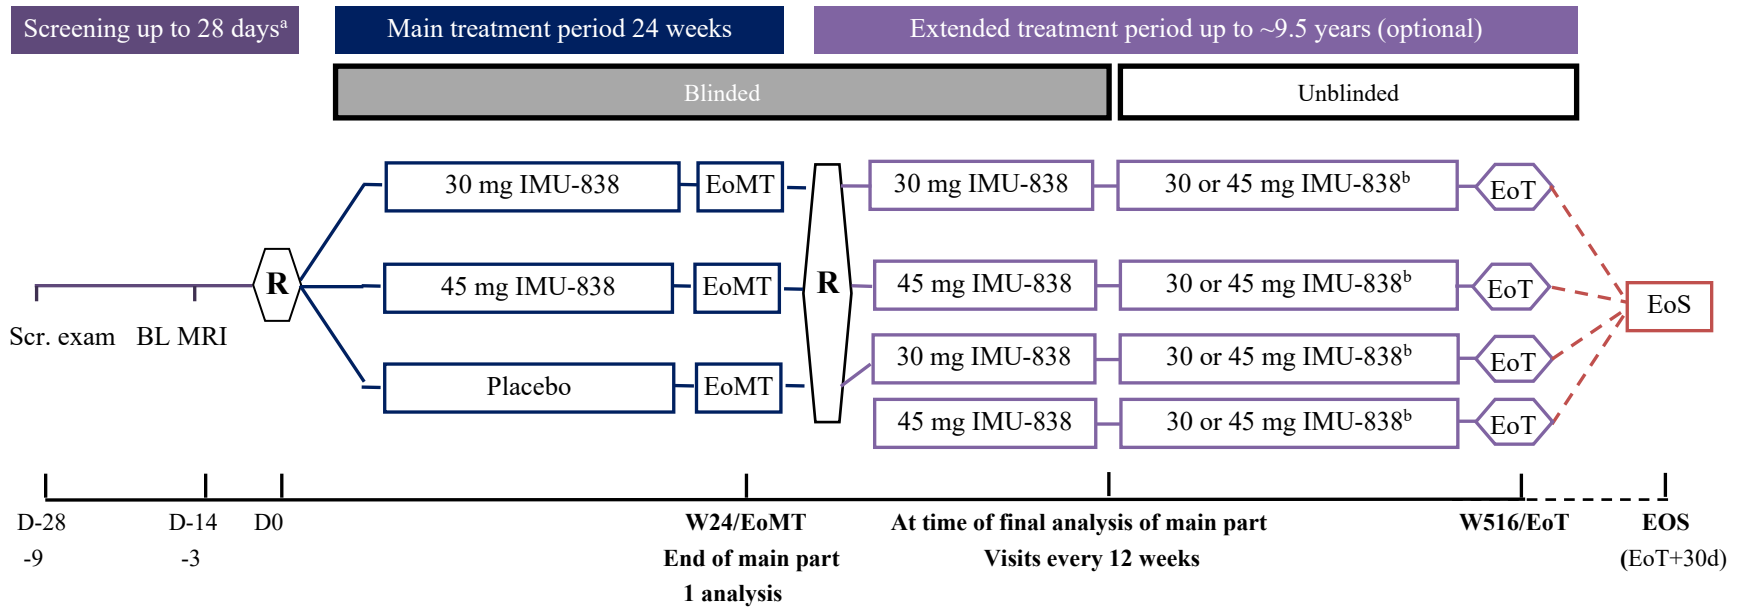 Screening up to 28 daysᵃ
Main treatment period 24 weeks
Extended treatment period up to ~9.5 years (optional)
Blinded
Unblinded
30 mg IMU-838
EoMT
30 mg IMU-838
30 or 45 mg IMU-838ᵇ
EoT
R
45 mg IMU-838
EoMT
R
45 mg IMU-838
30 or 45 mg IMU-838ᵇ
EoT
EoS
Scr. exam
BL MRI
30 mg IMU-838
30 or 45 mg IMU-838ᵇ
EoT
Placebo
EoMT
45 mg IMU-838
30 or 45 mg IMU-838ᵇ
EoT
D-28
D-14
D0
W24/EoMT
At time of final analysis of main part
W516/EoT
EOS
-9
-3
End of main part
Visits every 12 weeks
(EoT+30d)
1 analysis